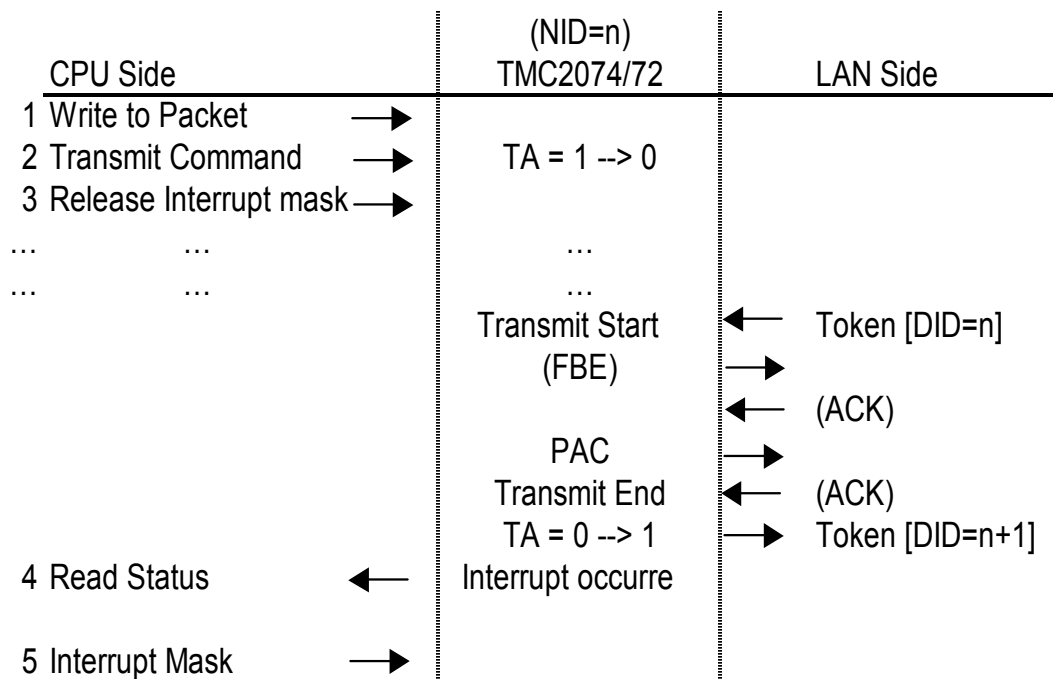 (NID=n)
CPU Side TMC2074/72 LAN Side
1 Write to Packet
2 Transmit Command TA = 1 --> 0
3 Release Interrupt mask
… … …
… … …
Transmit Start Token [DID=n]
(FBE)
(ACK)
PAC
Transmit End (ACK)
TA = 0 --> 1 Token [DID=n+1]
4 Read Status Interrupt occurre
5 Interrupt Mask